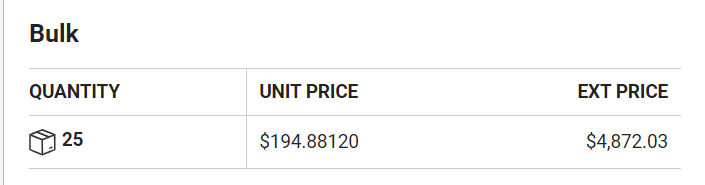 Bulk
QUANTITY UNIT PRICE EXT PRICE
25 $194.88120 $4,872.03